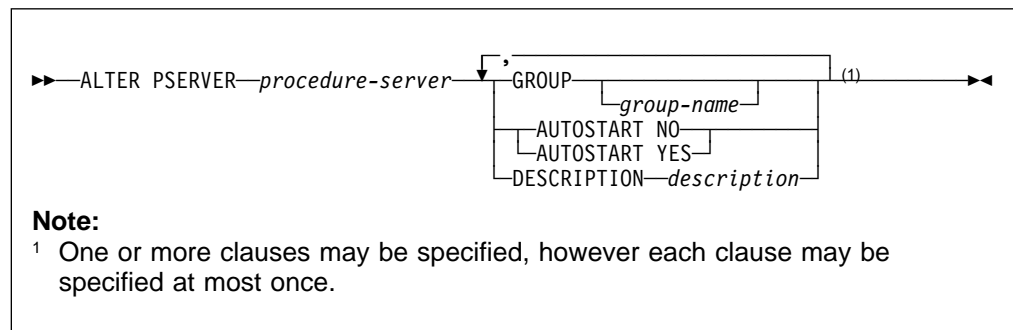 ,
ALTER PSERVER procedure-server GROUP (1)
group-name
AUTOSTART NO
AUTOSTART YES
DESCRIPTION description
Note:
1 One or more clauses may be specified, however each clause may be
specified at most once.